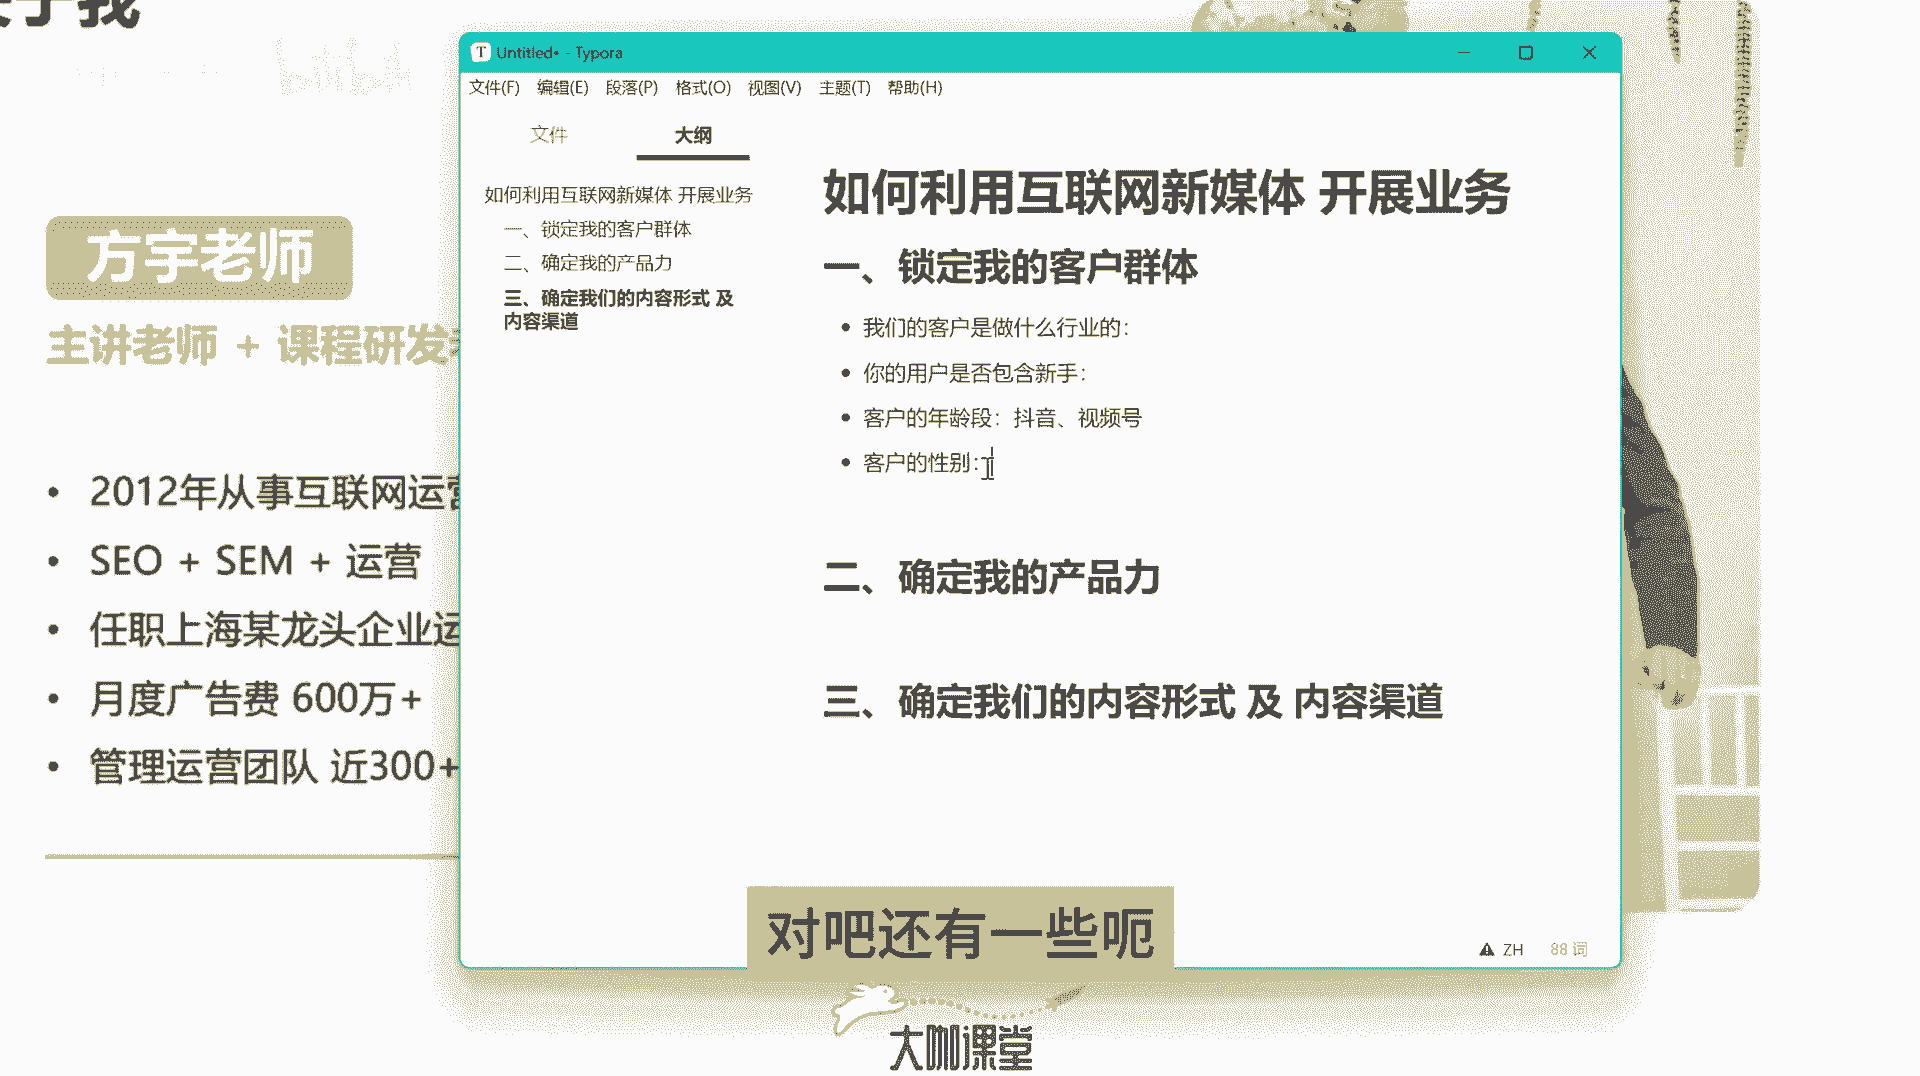 于我
bilibili
方宇老师
主讲老师 + 课程研发
• 2012年从事互联网运营
• SEO + SEM + 运营
• 任职上海某龙头企业运
• 月度广告费 600万+
• 管理运营团队 近300+
T Untitled• - Typora
文件(F) 编辑(E) 段落(P) 格式(O) 视图(V) 主题(T) 帮助(H)
文件 大纲
如何利用互联网新媒体 开展业务
一、锁定我的客户群体
二、确定我的产品力
三、确定我们的内容形式 及
内容渠道
如何利用互联网新媒体 开展业务
一、锁定我的客户群体
• 我们的客户是做什么行业的：
• 你的用户是否包含新手：
• 客户的年龄段：抖音、视频号
• 客户的性别：
二、确定我的产品力
三、确定我们的内容形式 及 内容渠道
ZH 88 词
对吧还有一些呃
大咖课堂